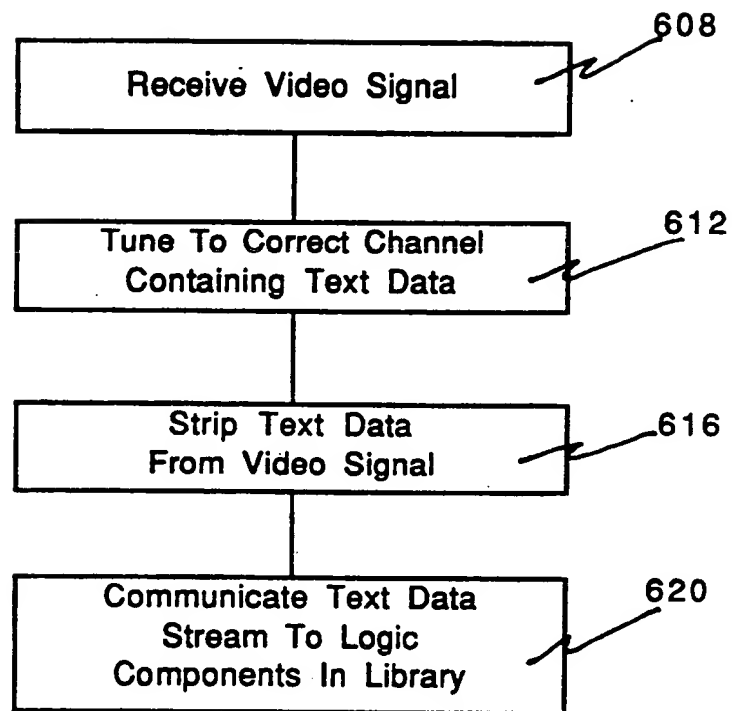 608
Receive Video Signal
612
Tune To Correct Channel
Containing Text Data
616
Strip Text Data
From Video Signal
620
Communicate Text Data
Stream To Logic
Components In Library